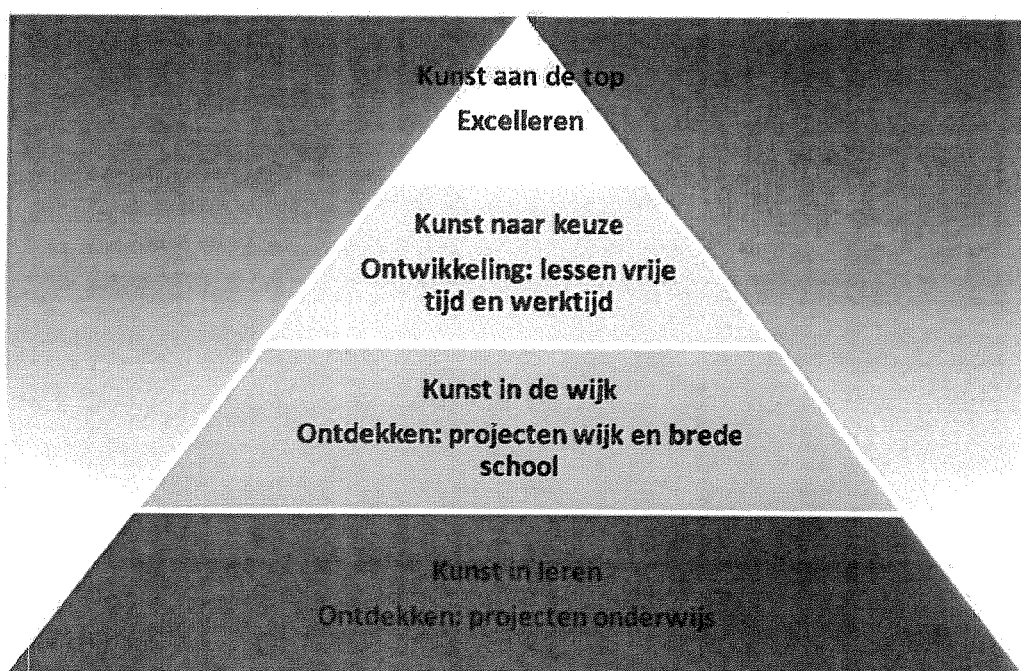 Kunst aan de top
Excelleren
Kunst naar keuze
Ontwikkeling: lessen vrije
tijd en werktijd
Kunst in de wijk
Ontdekken: projecten wijk en brede
school
Kunst in leren
Ontdekken: projecten onderwijs